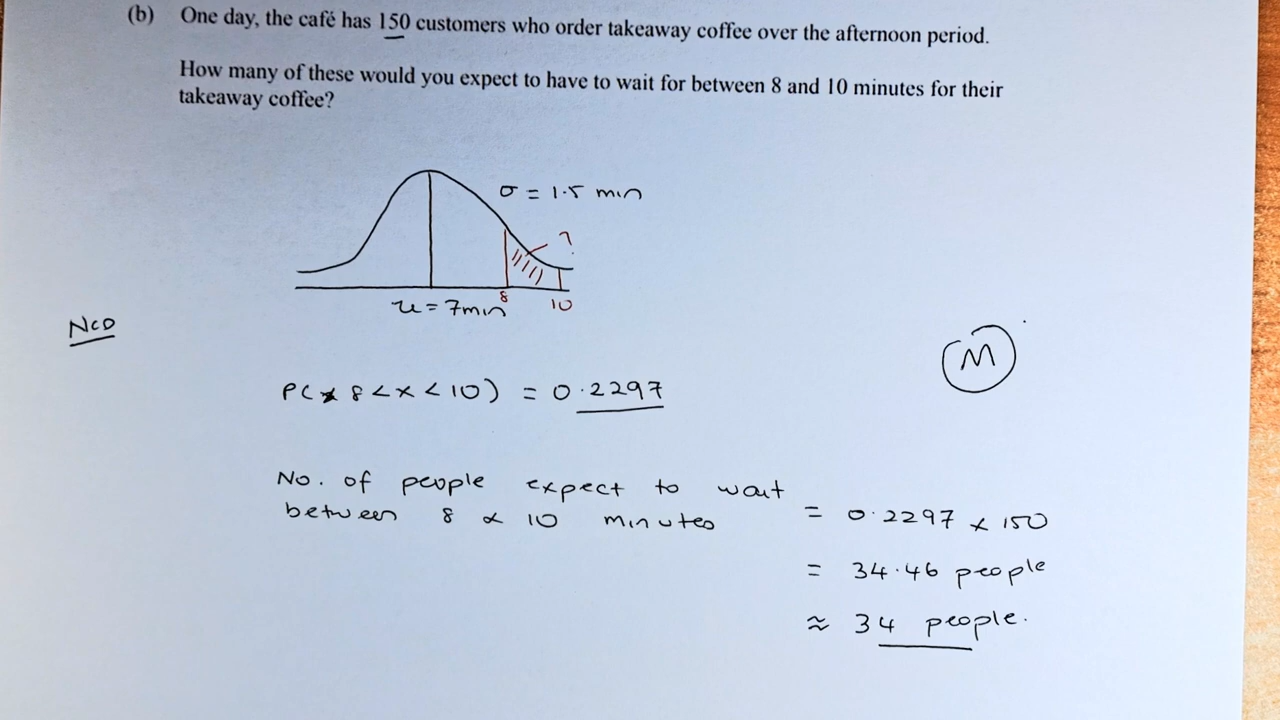 (b) One day, the café has 150 customers who order takeaway coffee over the afternoon period.
How many of these would you expect to have to wait for between 8 and 10 minutes for their
takeaway coffee?
σ = 1.5 min
?
μ = 7min 8 10
NCD
M
P( 8 < x < 10) = 0.2297
No. of people expect to wait
between 8 & 10 minutes = 0.2297 x 150
= 34.46 people
≈ 34 people.